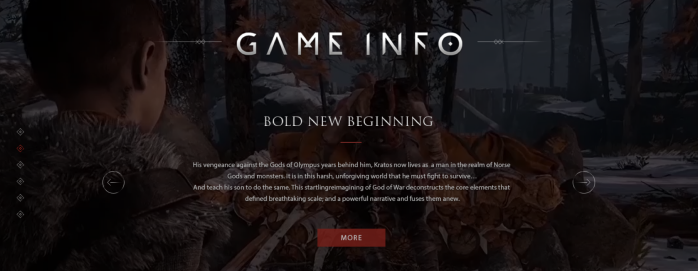 GAME INFO
BOLD NEW BEGINNING
His vengeance against the Gods of Olympus years behind him, Kratos now lives as a man in the realm of Norse
Gods and monsters. It is in this harsh, unforgiving world that he must fight to survive…
And teach his son to do the same. This startlingreimagining of God of War deconstructs the core elements that
defined breathtaking scale; and a powerful narrative and fuses them anew.
MORE